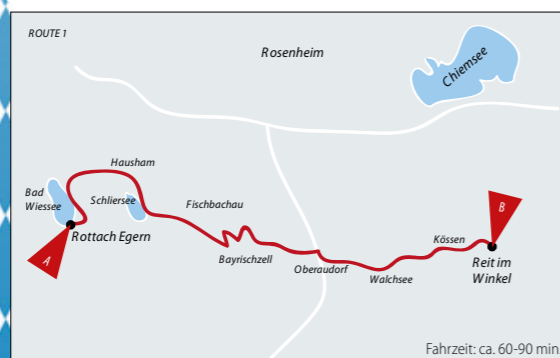 ROUTE 1
Rosenheim
Chiemsee
Hausham
Bad
Wiessee
Schliersee
Fischbachau
B
Rottach Egern
Kössen
A
Bayrischzell
Oberaudorf
Reit im
Winkel
Walchsee
Fahrzeit: ca. 60-90 min